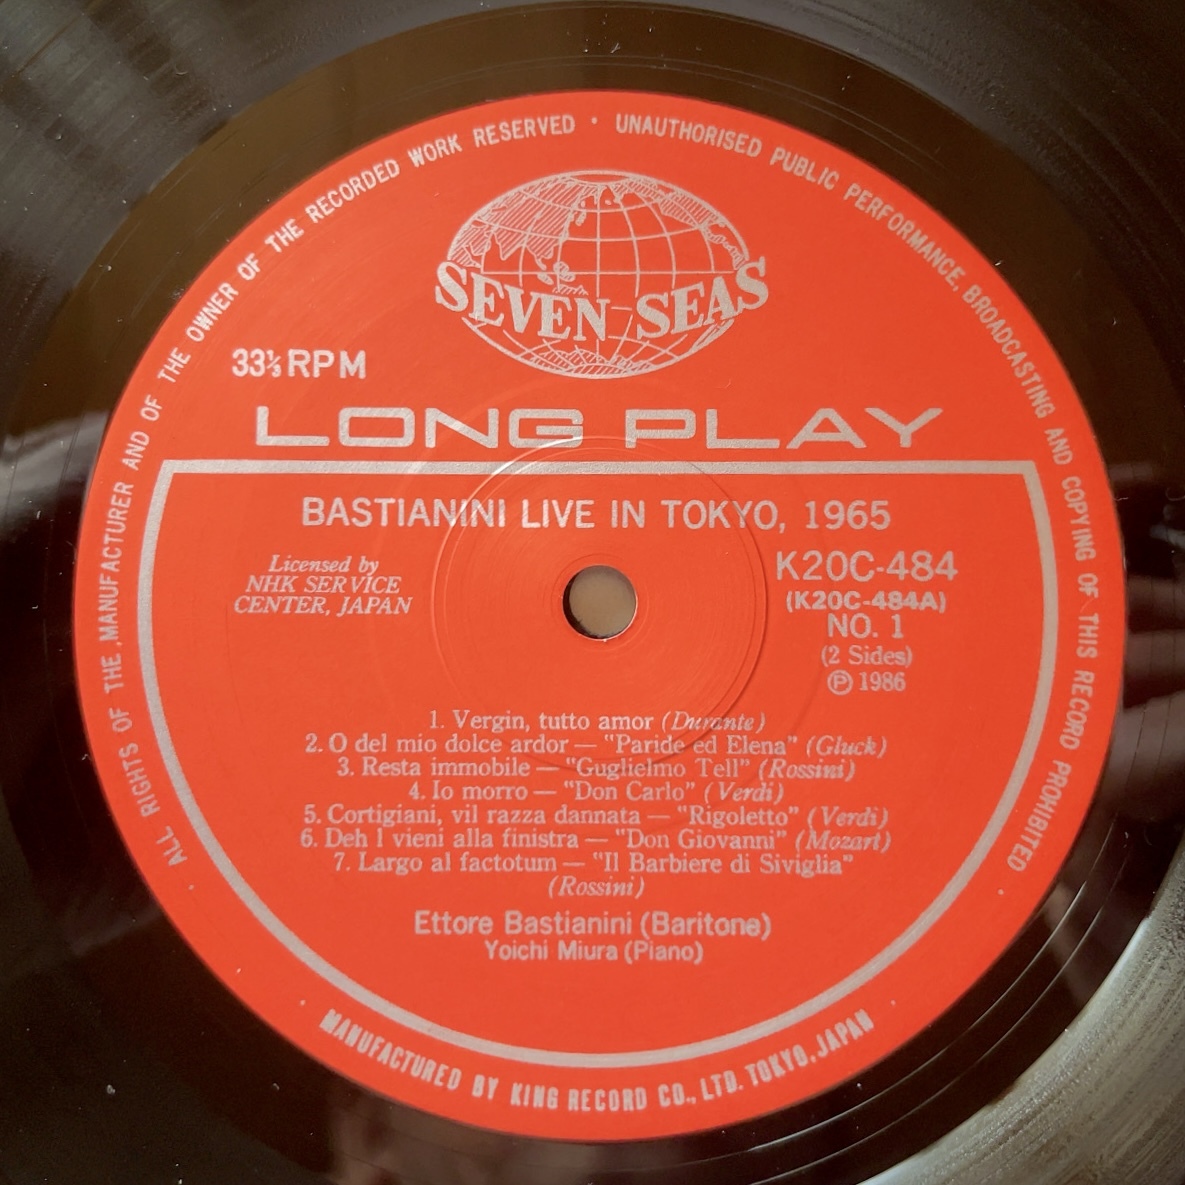 ALL RIGHTS OF THE MANUFACTURER AND OF THE OWNER OF THE RECORDED WORK RESERVED · UNAUTHORISED PUBLIC PERFORMANCE, BROADCASTING AND COPYING OF THIS RECORD PROHIBITED
SEVEN SEAS
33⅓ RPM
LONG PLAY
BASTIANINI LIVE IN TOKYO, 1965
Licensed by
NHK SERVICE
CENTER, JAPAN
K20C-484
(K20C-484A)
NO. 1
(2 Sides)
Ⓟ 1986
1. Vergin, tutto amor (Durante)
2. O del mio dolce ardor — "Paride ed Elena" (Gluck)
3. Resta immobile — "Guglielmo Tell" (Rossini)
4. Io morro — "Don Carlo" (Verdi)
5. Cortigiani, vil razza dannata — "Rigoletto" (Verdi)
6. Deh I vieni alla finistra — "Don Giovanni" (Mozart)
7. Largo al factotum — "Il Barbiere di Siviglia"
(Rossini)
Ettore Bastianini (Baritone)
Yoichi Miura (Piano)
· MANUFACTURED BY KING RECORD CO., LTD. TOKYO, JAPAN ·